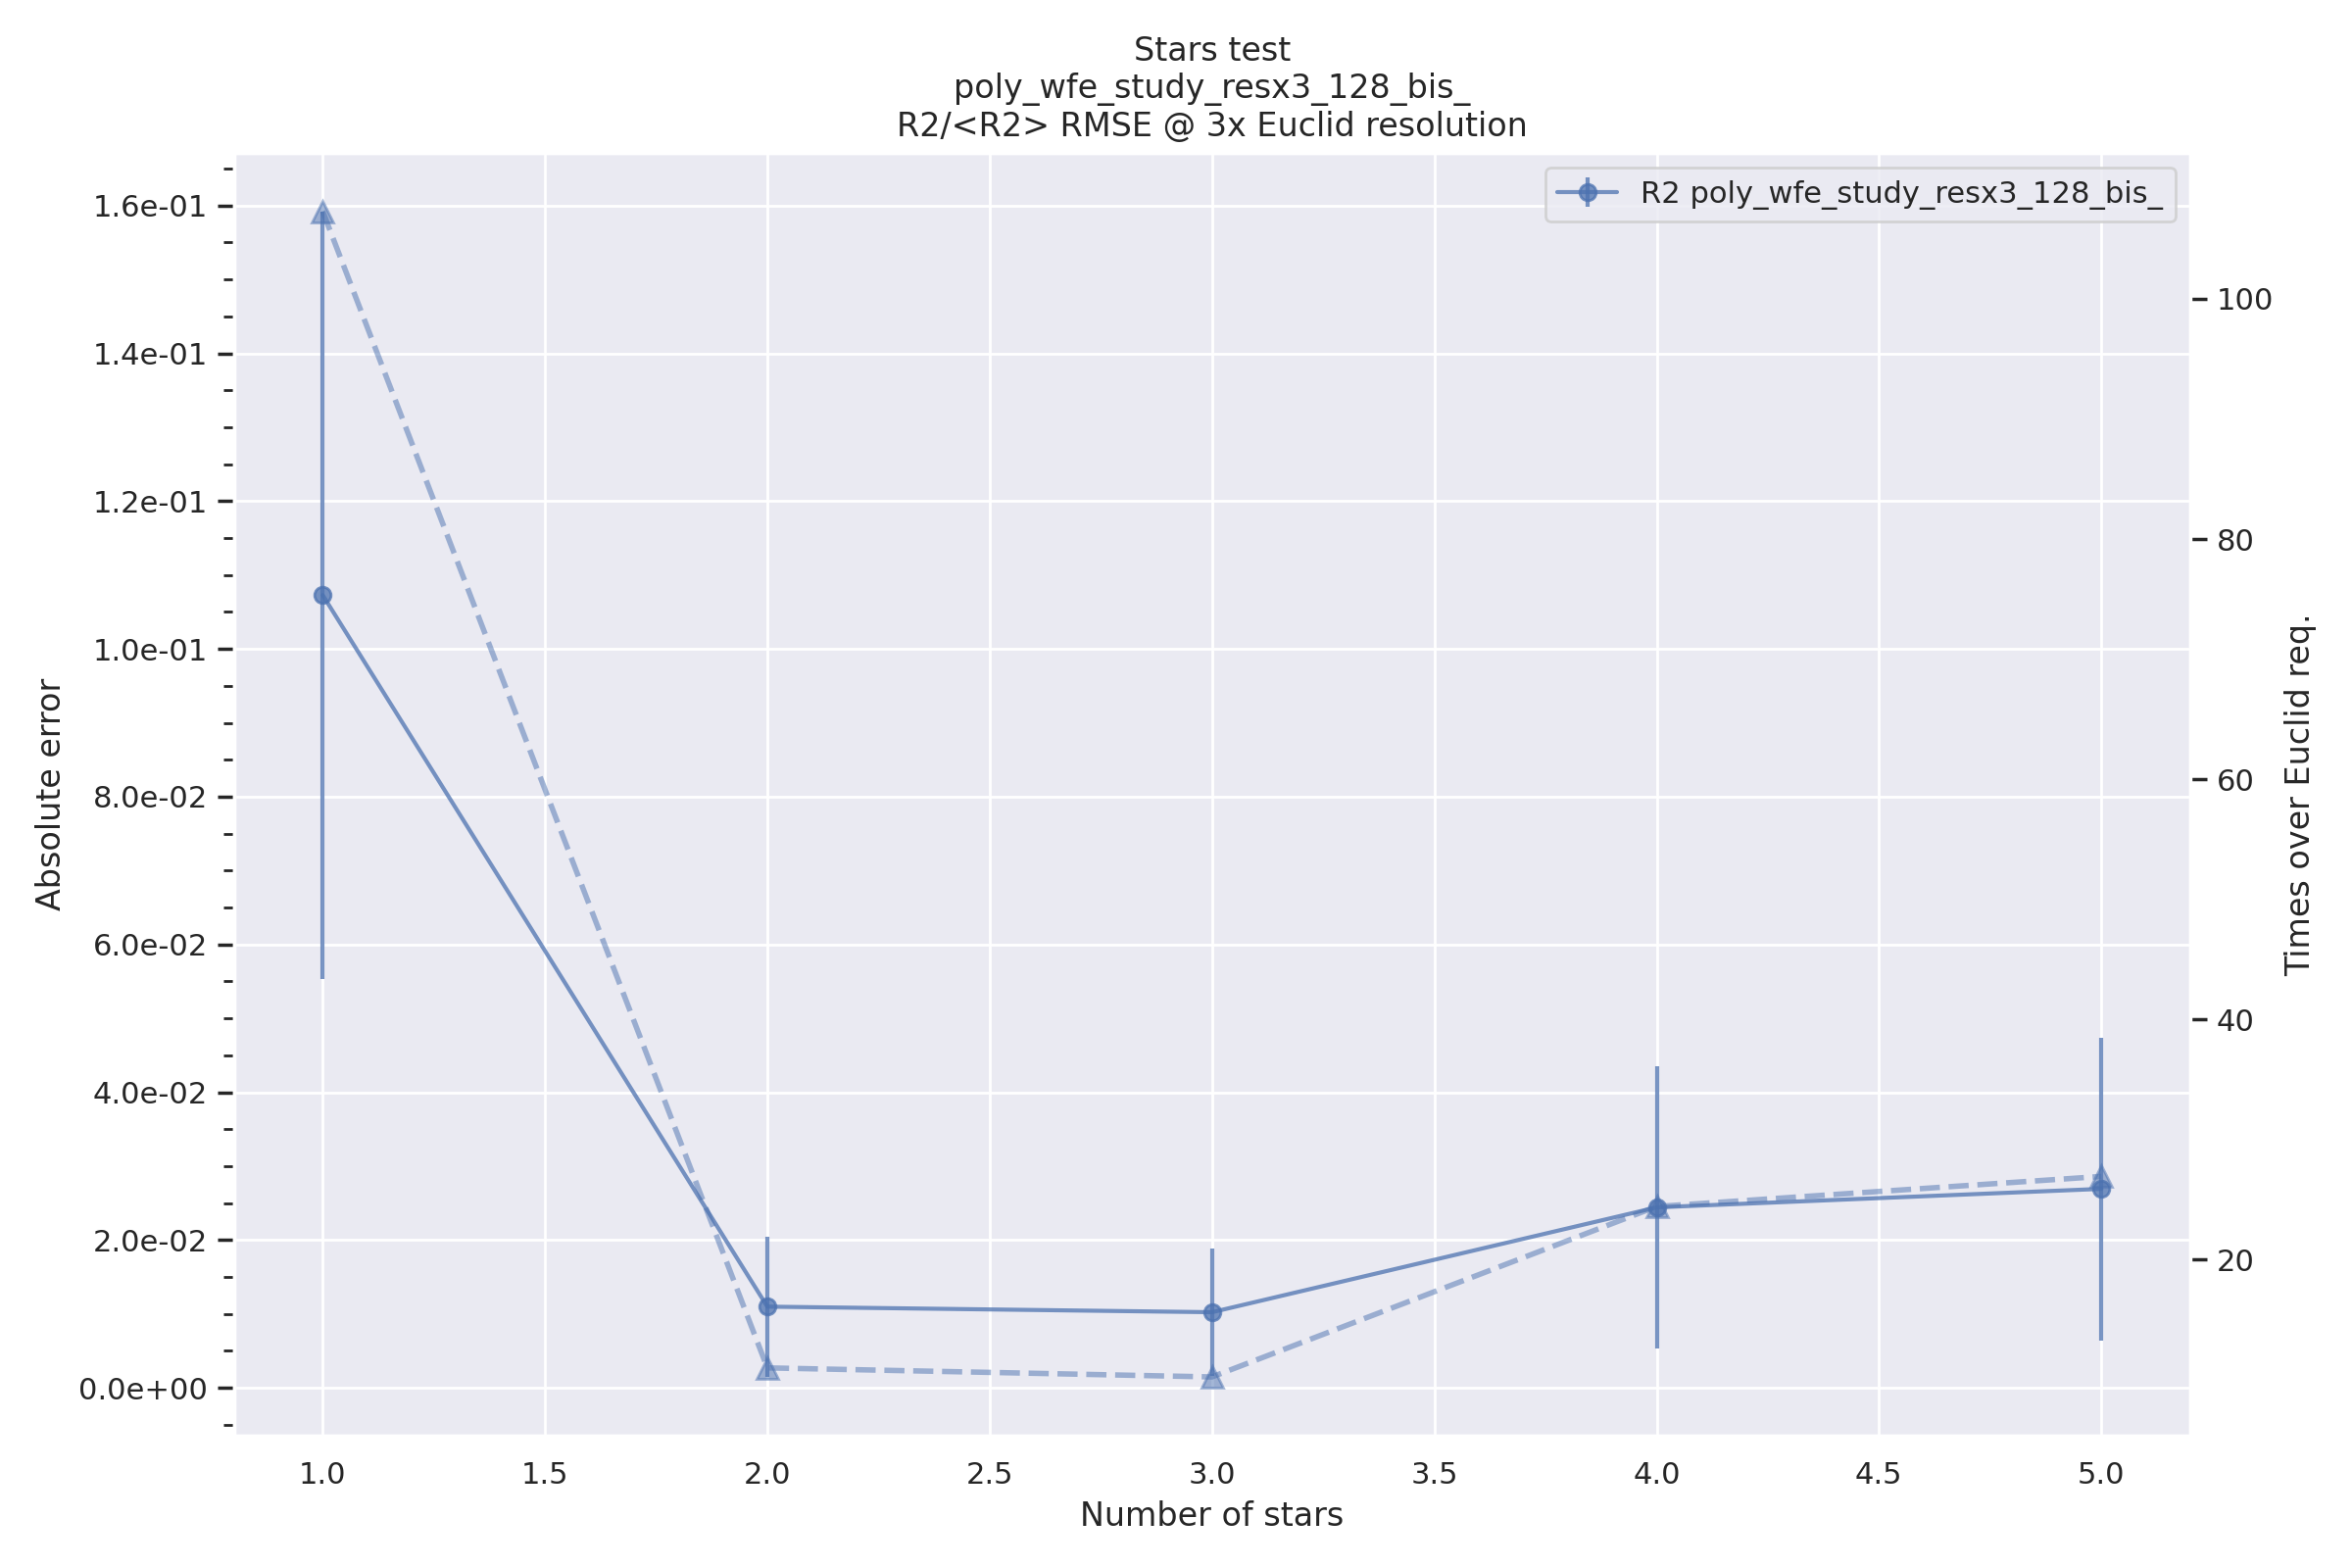 Stars test
poly_wfe_study_resx3_128_bis_
R2/<R2> RMSE @ 3x Euclid resolution
R2 poly_wfe_study_resx3_128_bis_
1.6e-01
1.4e-01
1.2e-01
1.0e-01
8.0e-02
6.0e-02
4.0e-02
2.0e-02
0.0e+00
Absolute error
100
80
60
40
20
Times over Euclid req.
1.0 1.5 2.0 2.5 3.0 3.5 4.0 4.5 5.0
Number of stars